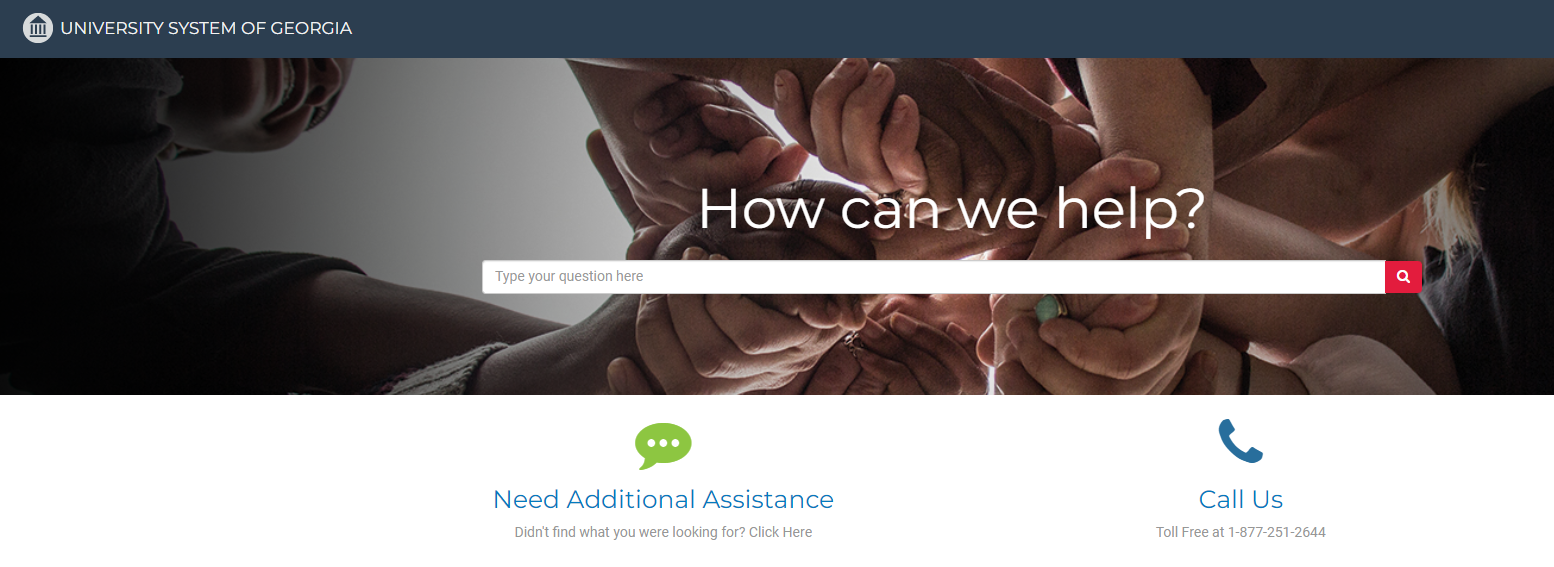 UNIVERSITY SYSTEM OF GEORGIA
How can we help?
Type your question here
Need Additional Assistance
Didn't find what you were looking for? Click Here
Call Us
Toll Free at 1-877-251-2644